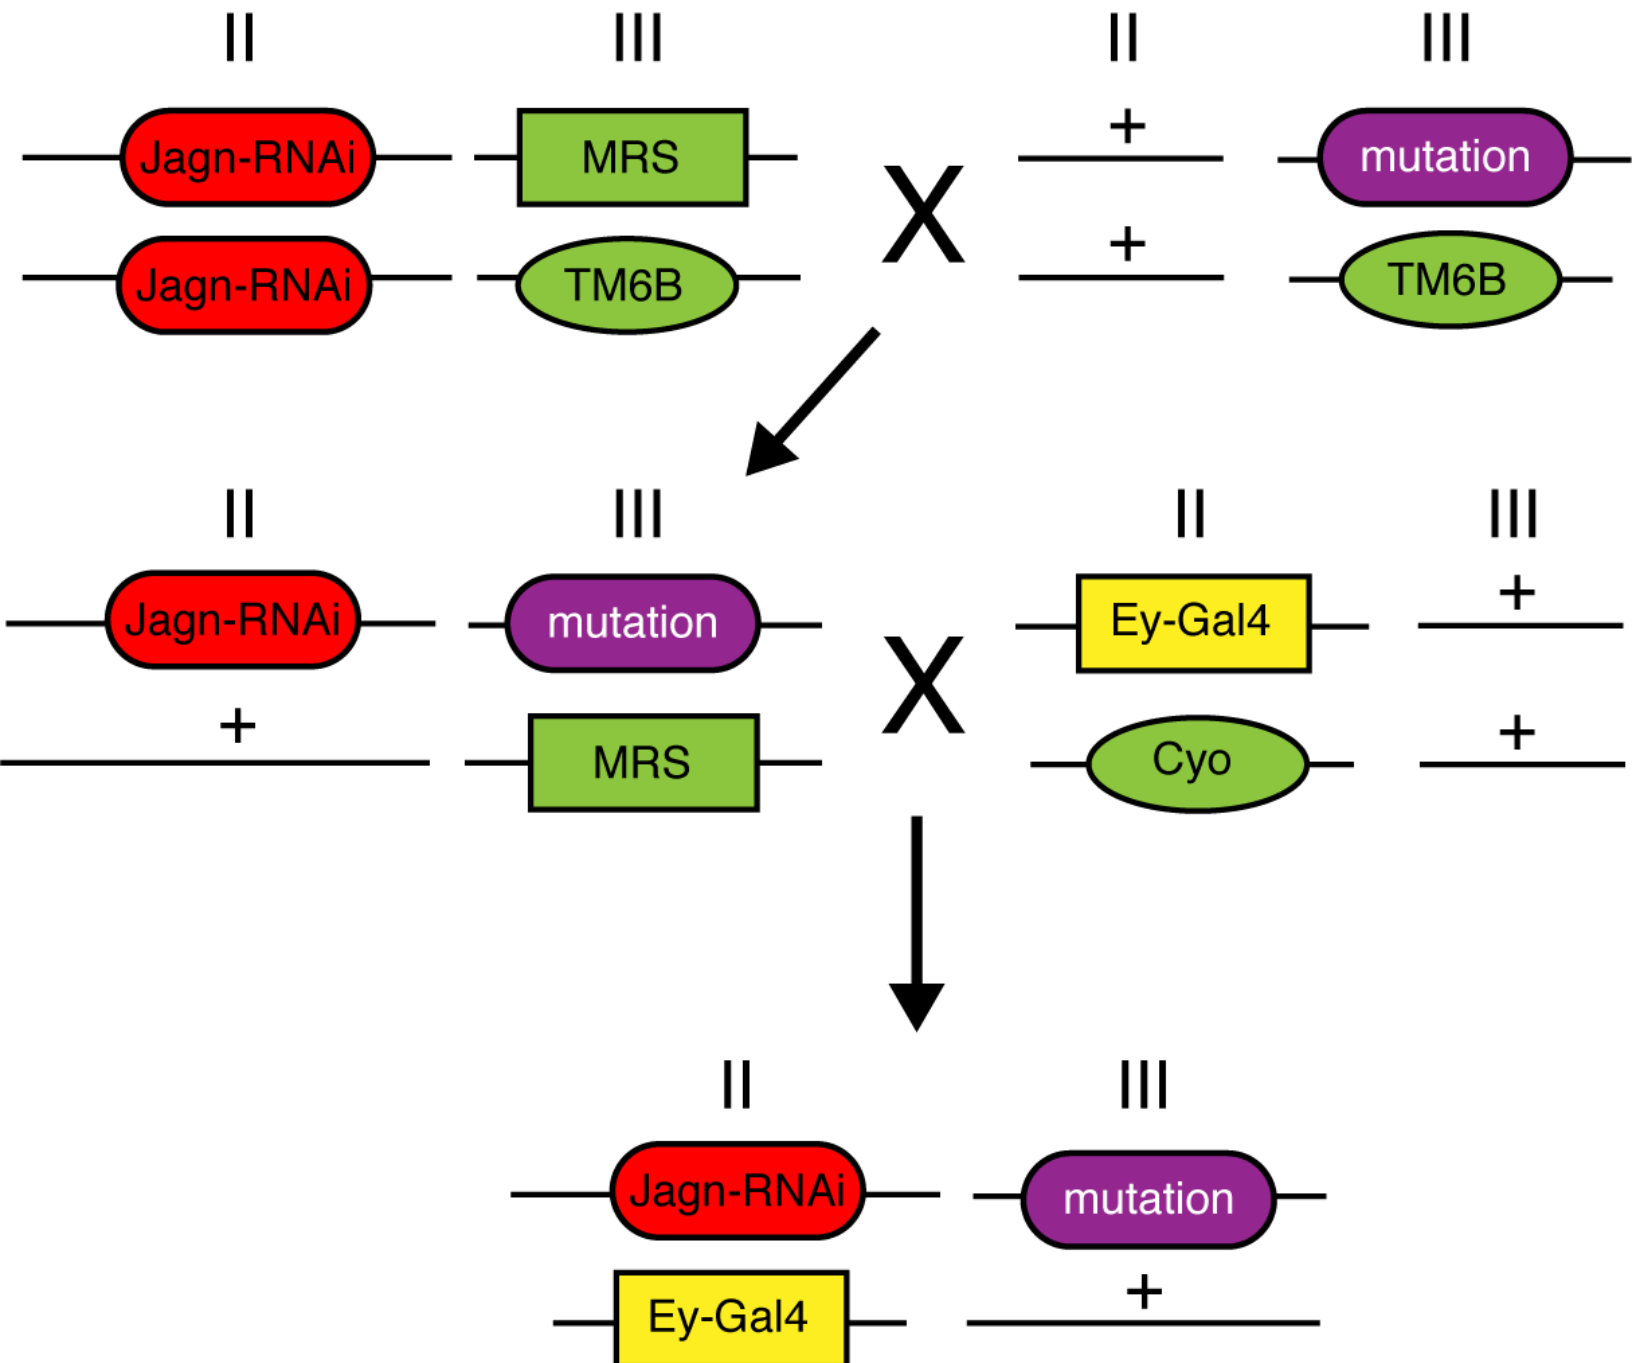 II III II III
Jagn-RNAi MRS + mutation
Jagn-RNAi TM6B + TM6B
X
II III II III
Jagn-RNAi mutation Ey-Gal4 +
+ MRS Cyo +
X
II III
Jagn-RNAi mutation
Ey-Gal4 +